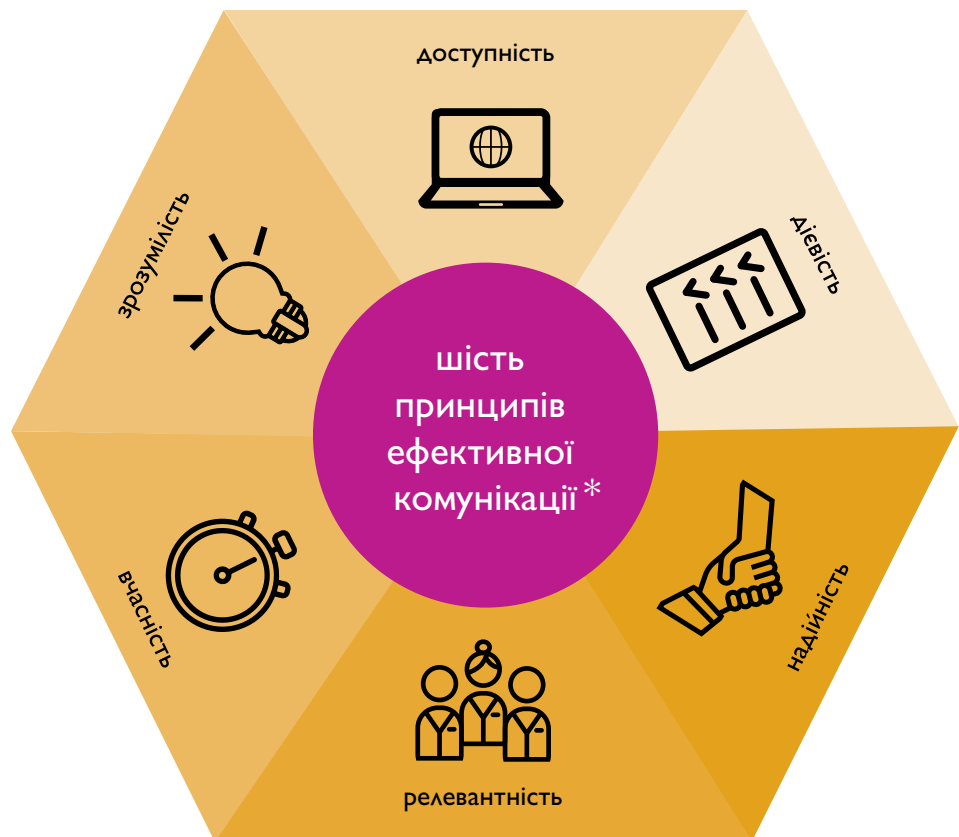 доступність
дієвість
зрозумілість
шість
принципів
ефективної
комунікації *
вчасність
надійність
релевантність